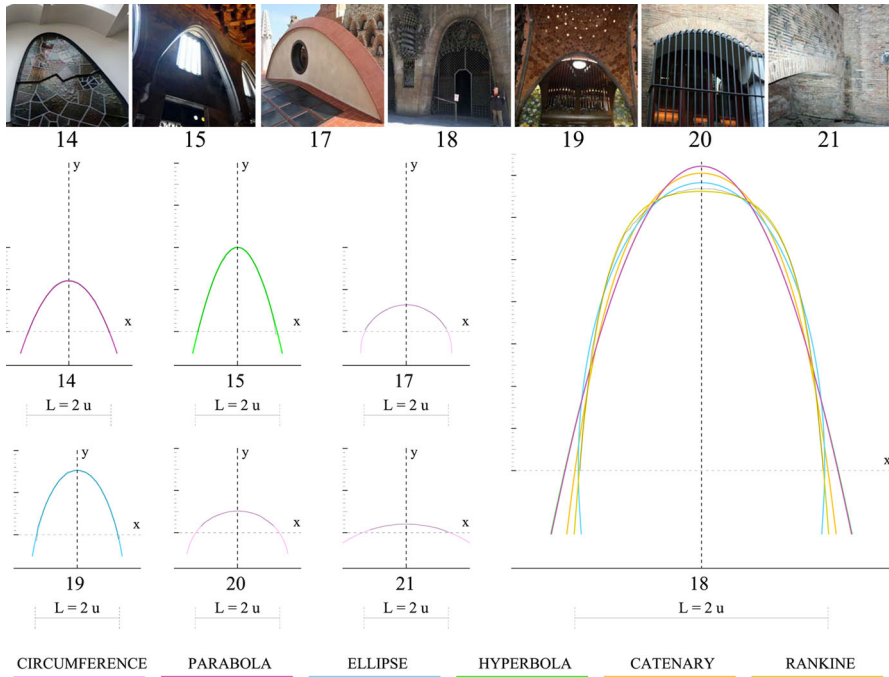 14 15 17 18 19 20 21
y y y
x x x x
14 15 17
L = 2 u L = 2 u L = 2 u
y y y
x x x
19 20 21 18
L = 2 u L = 2 u L = 2 u L = 2 u
CIRCUMFERENCE PARABOLA ELLIPSE HYPERBOLA CATENARY RANKINE